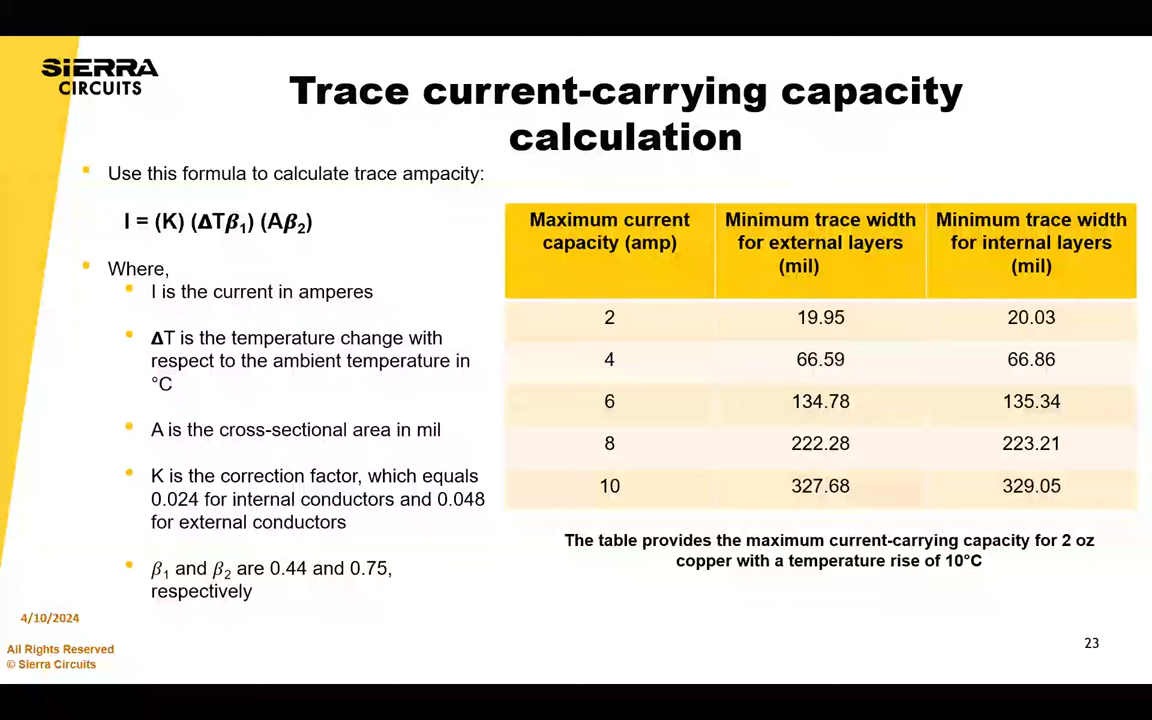 SIERRA
CIRCUITS
Trace current-carrying capacity
calculation
• Use this formula to calculate trace ampacity:
I = (K) (ΔTβ₁) (Aβ₂)
• Where,
• I is the current in amperes
• ΔT is the temperature change with
respect to the ambient temperature in
°C
• A is the cross-sectional area in mil
• K is the correction factor, which equals
0.024 for internal conductors and 0.048
for external conductors
• β₁ and β₂ are 0.44 and 0.75,
respectively
Maximum current capacity (amp) Minimum trace width for external layers (mil) Minimum trace width for internal layers (mil)
2 19.95 20.03
4 66.59 66.86
6 134.78 135.34
8 222.28 223.21
10 327.68 329.05
The table provides the maximum current-carrying capacity for 2 oz
copper with a temperature rise of 10°C
4/10/2024
All Rights Reserved
© Sierra Circuits
23